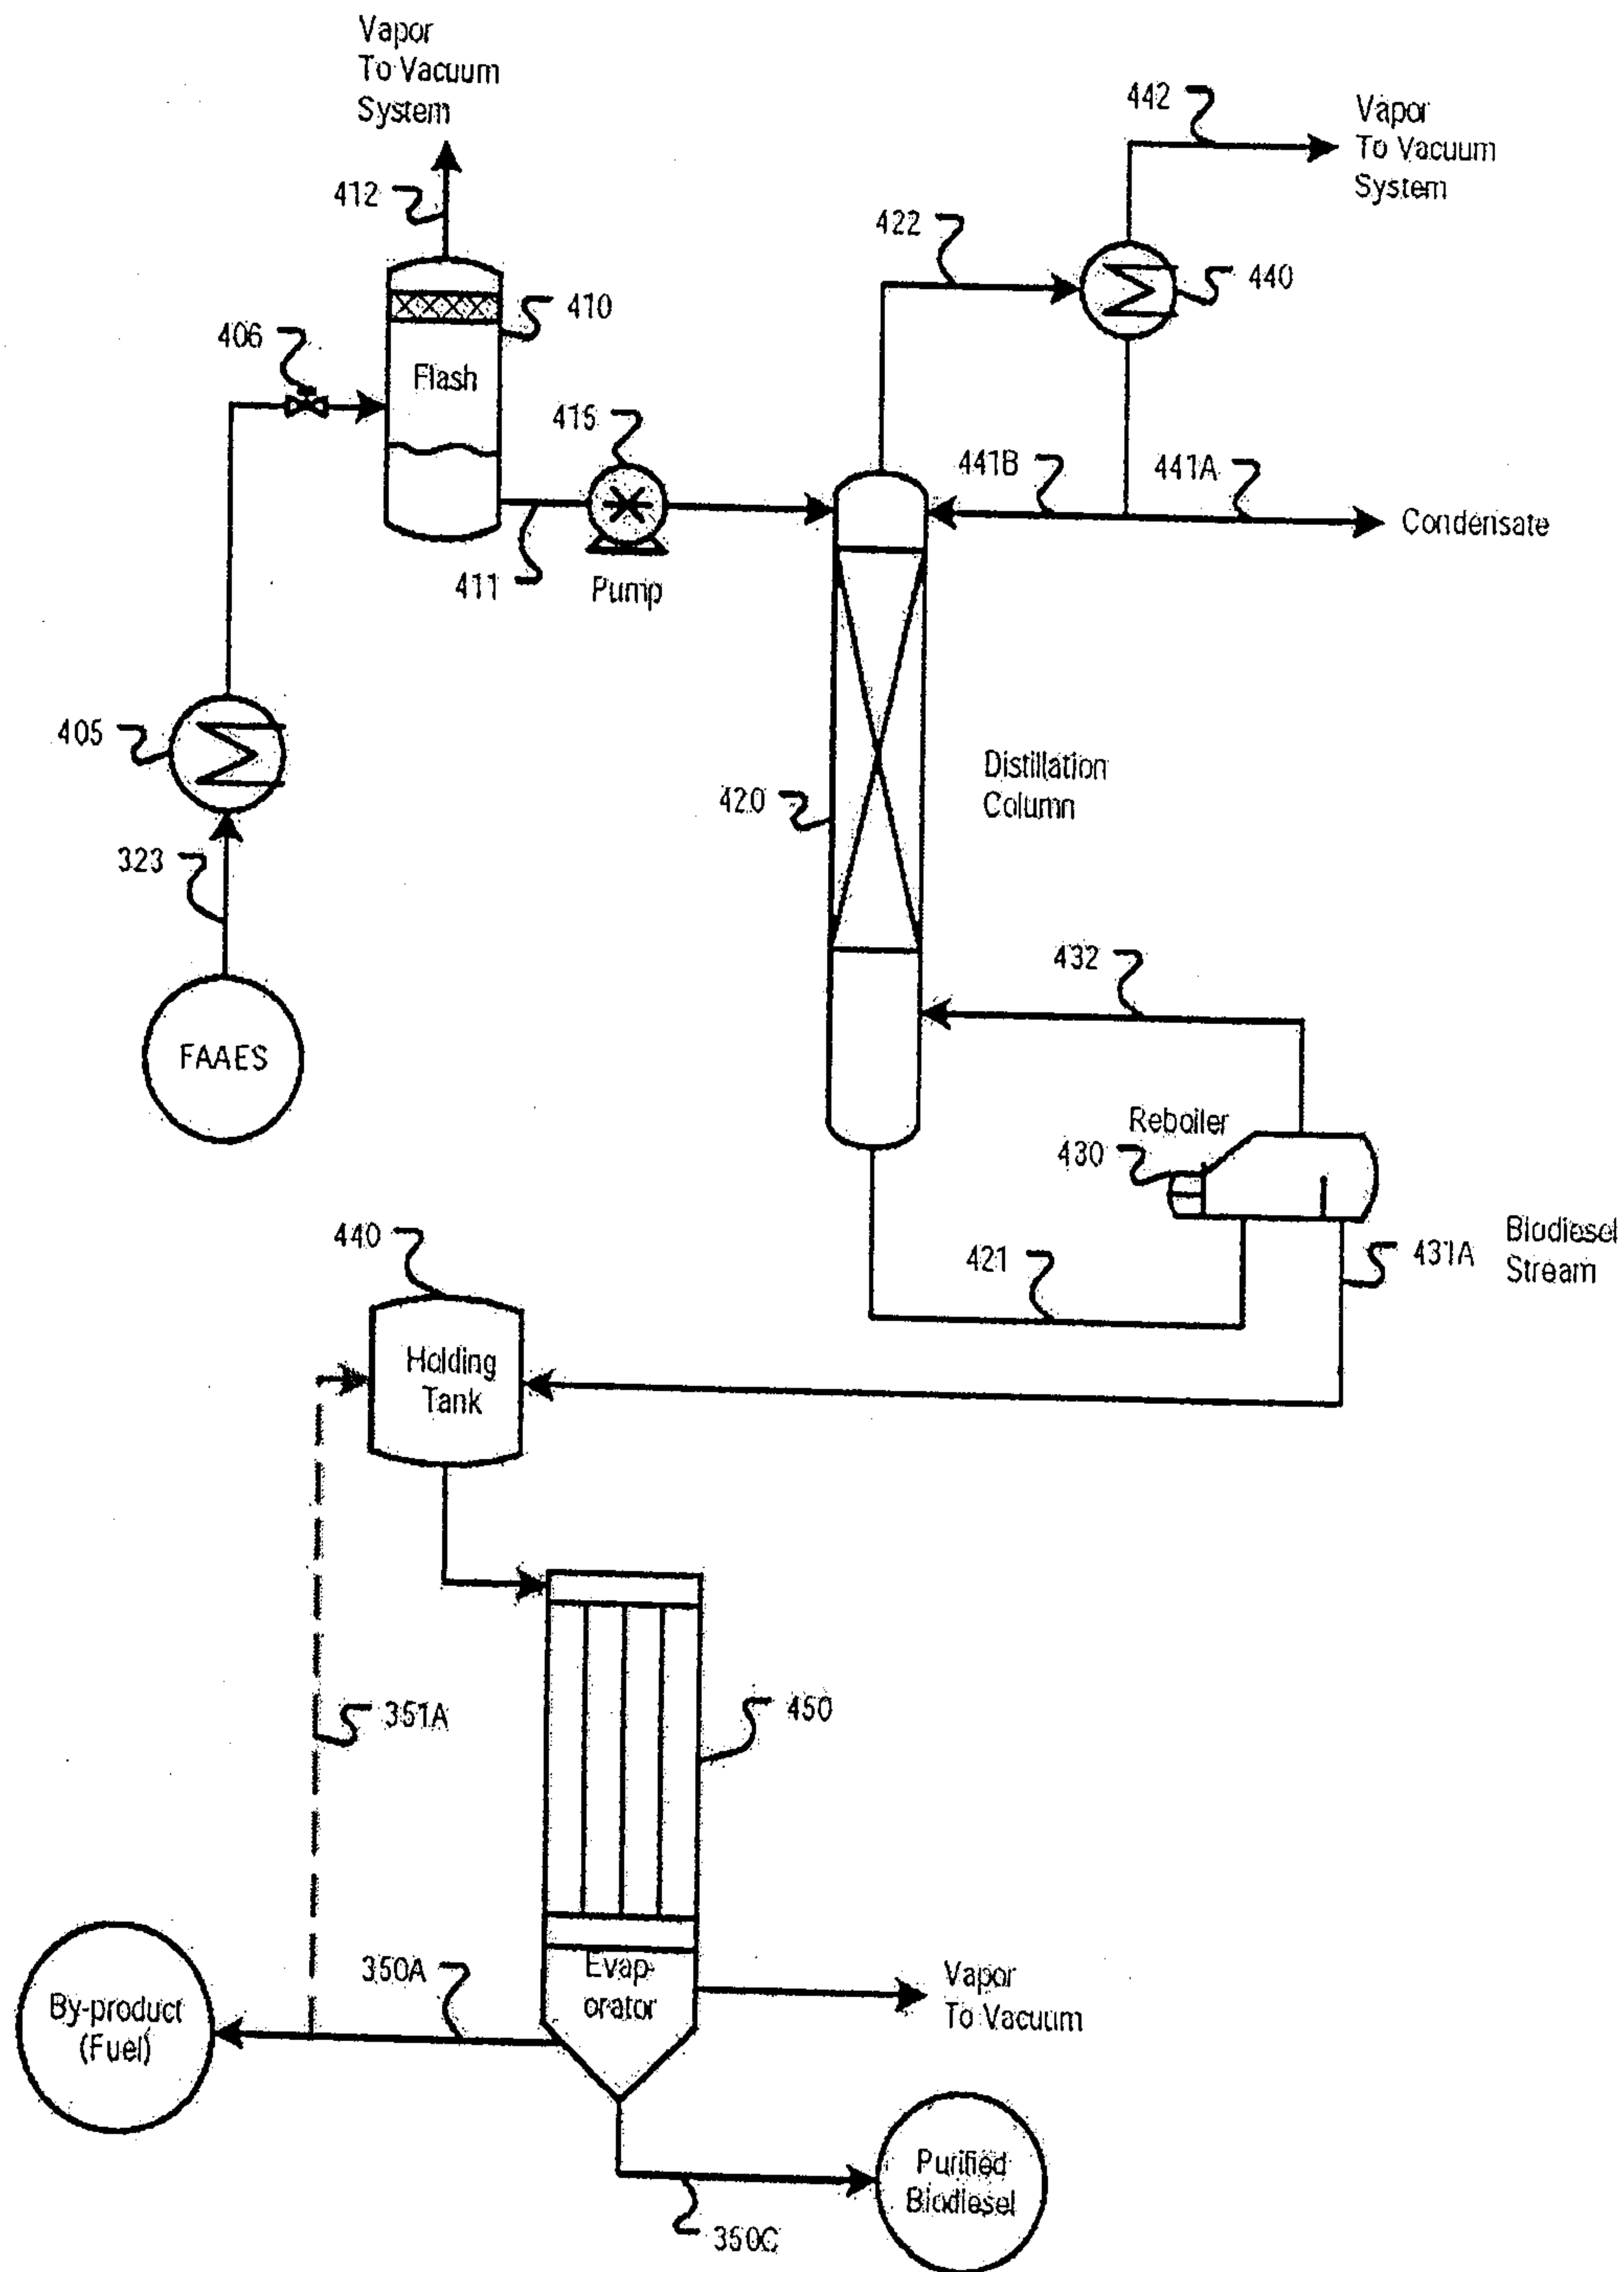 Vapor
To Vacuum
System
442
Vapor
To Vacuum
System
412
422
440
410
406
Flash
415
441B
441A
Condensate
411
Pump
405
Distillation
Column
420
323
432
FAAES
Reboiler
430
440
421
431A
Biodiesel
Stream
Holding
Tank
351A
450
350A
Evap-
orator
Vapor
To Vacuum
By-product
(Fuel)
Purified
Biodiesel
350C